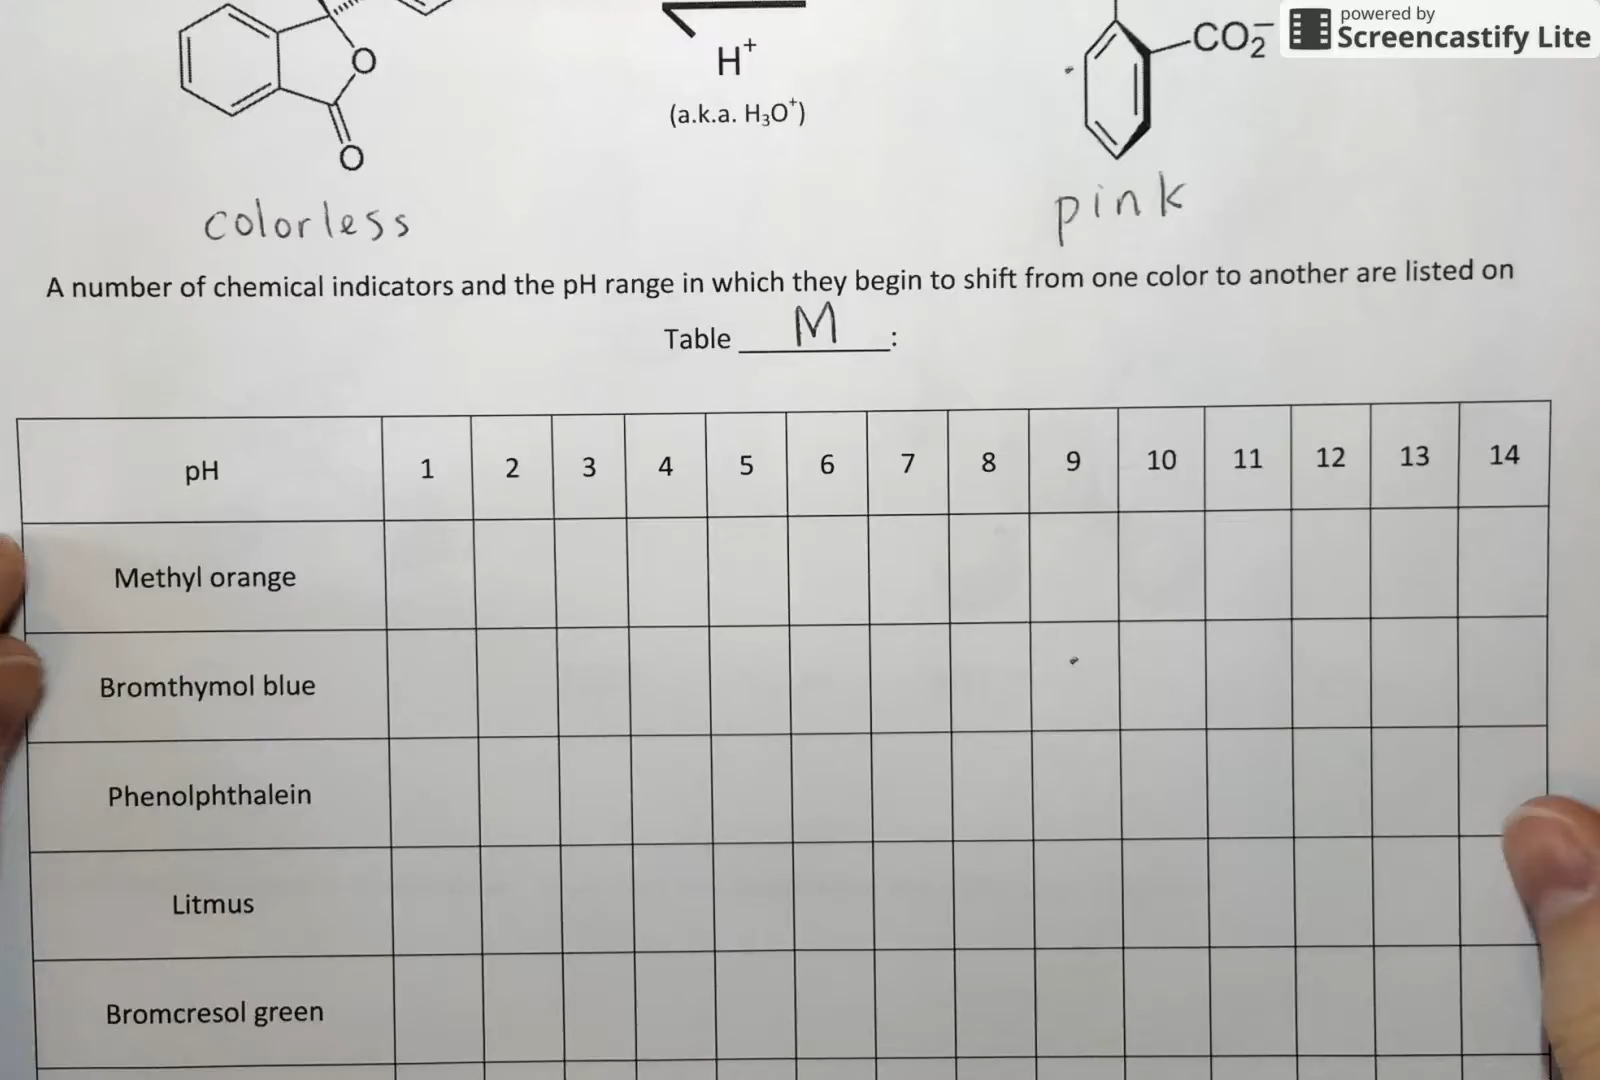 powered by
Screencastify Lite
O
O
H⁺
(a.k.a. H₃O⁺)
CO₂⁻
colorless
pink
A number of chemical indicators and the pH range in which they begin to shift from one color to another are listed on
Table M :
pH 1 2 3 4 5 6 7 8 9 10 11 12 13 14
Methyl orange
Bromthymol blue
Phenolphthalein
Litmus
Bromcresol green